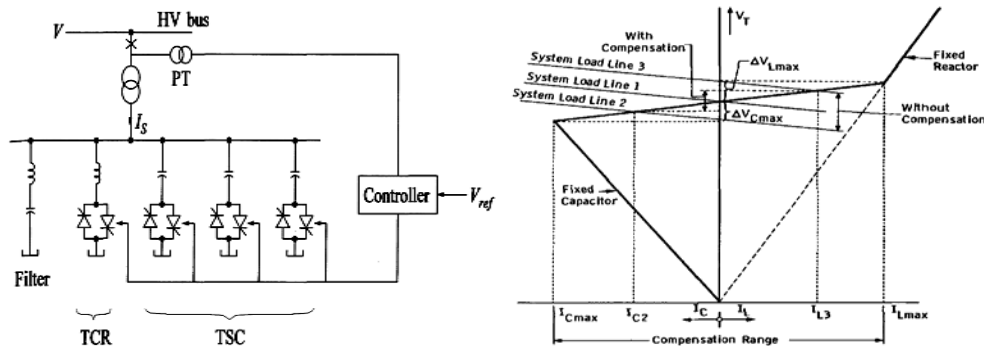 HV bus
V
PT
I_S
Controller
V_ref
Filter
TCR
TSC
V_T
With
Compensation
System Load Line 3
System Load Line 1
System Load Line 2
ΔV_Lmax
ΔV_Cmax
Fixed
Reactor
Without
Compensation
Fixed
Capacitor
I_Cmax
I_C2
I_C
I_L
I_L3
I_Lmax
Compensation Range